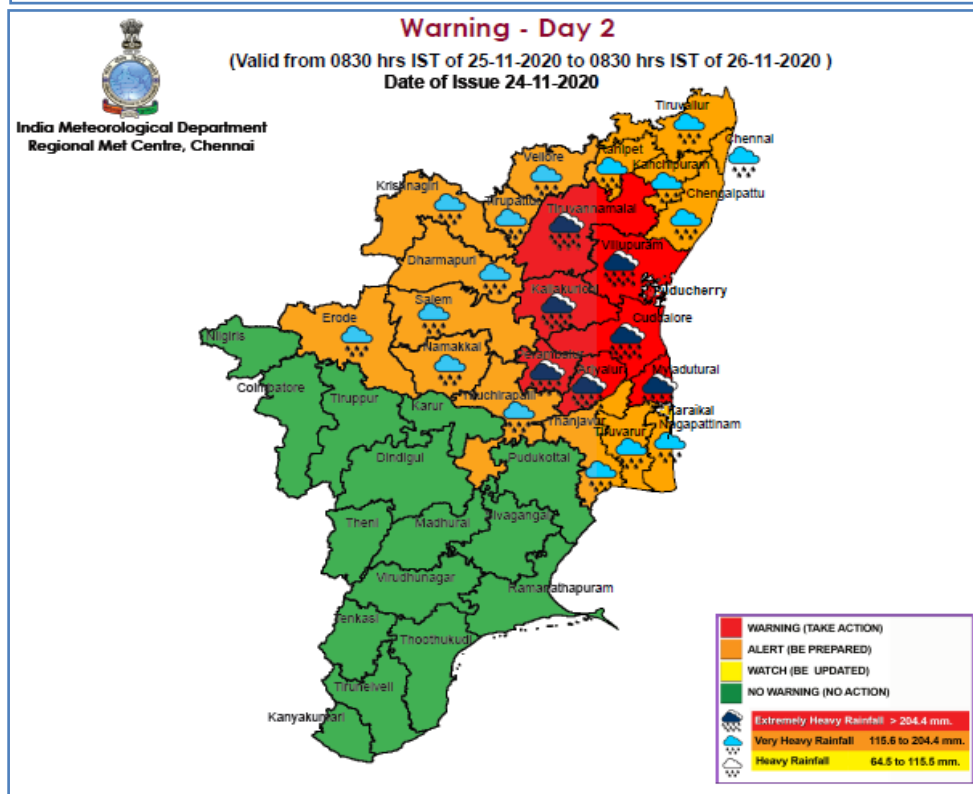 Warning - Day 2
(Valid from 0830 hrs IST of 25-11-2020 to 0830 hrs IST of 26-11-2020 )
Date of Issue 24-11-2020
India Meteorological Department
Regional Met Centre, Chennai
Tiruvallur
Chennai
Ranipet
Vellore
Kanchipuram
Chengalpattu
Krishnagiri
Tirupattur
Tiruvannamalai
Villupuram
Dharmapuri
Puducherry
Kallakurichi
Salem
Cuddalore
Erode
Nilgiris
Namakkal
Perambalur
Ariyalur
Myladuturai
Coimbatore
Tiruppur
Karur
Tiruchirapalli
Karaikal
Thanjavur
Nagapattinam
Tiruvarur
Dindigul
Pudukottai
Theni
Madhurai
Sivagangai
Virudhunagar
Ramanathapuram
Tenkasi
Thoothukudi
Tirunelveli
Kanyakumari
WARNING (TAKE ACTION)
ALERT (BE PREPARED)
WATCH (BE UPDATED)
NO WARNING (NO ACTION)
Extremely Heavy Rainfall > 204.4 mm.
Very Heavy Rainfall 115.6 to 204.4 mm.
Heavy Rainfall 64.5 to 115.5 mm.